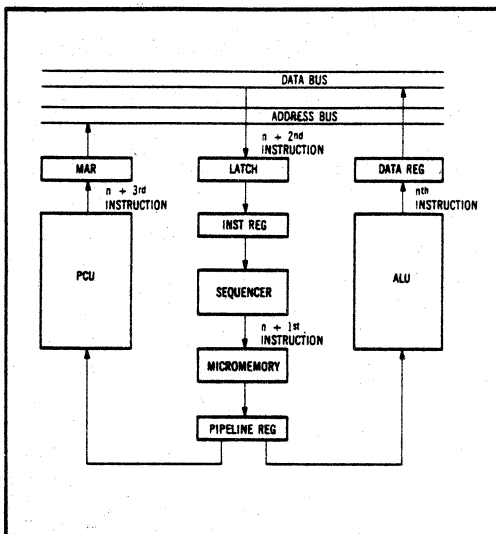 DATA BUS
ADDRESS BUS
n + 2nd
INSTRUCTION
MAR
LATCH
DATA REG
n + 3rd
INSTRUCTION
nth
INSTRUCTION
INST REG
PCU
ALU
SEQUENCER
n + 1st
INSTRUCTION
MICROMEMORY
PIPELINE REG